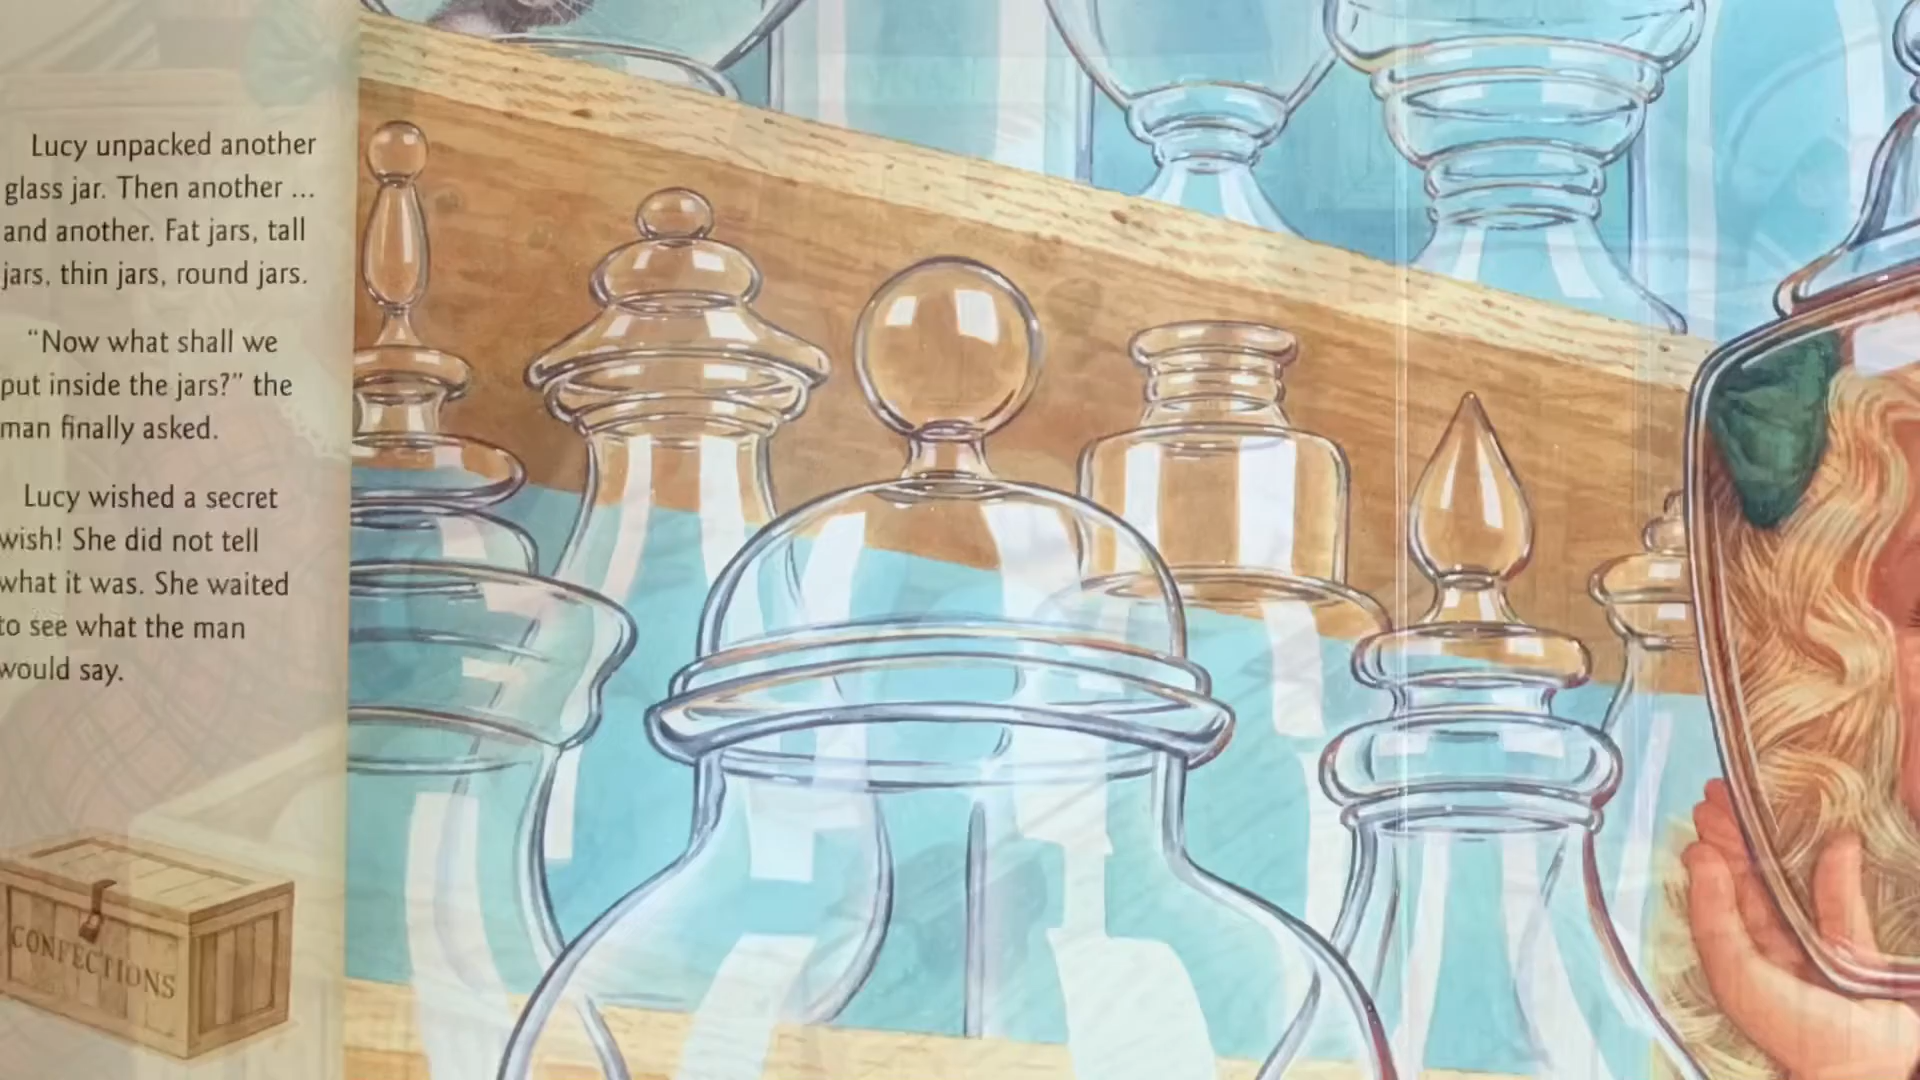 Lucy unpacked another
glass jar. Then another ...
and another. Fat jars, tall
jars, thin jars, round jars.
“Now what shall we
put inside the jars?” the
man finally asked.
Lucy wished a secret
wish! She did not tell
what it was. She waited
to see what the man
would say.
CONFECTIONS